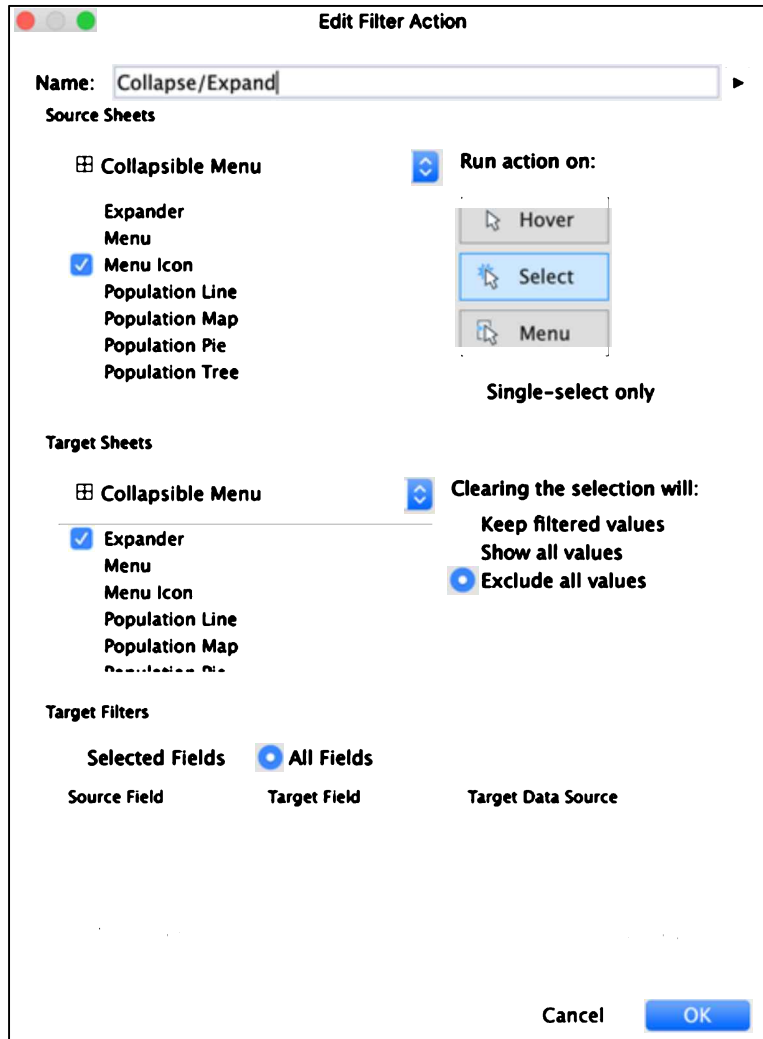 Edit Filter Action
Name: Collapse/Expand
Source Sheets
Collapsible Menu
Run action on:
Expander
Menu
Menu Icon
Population Line
Population Map
Population Pie
Population Tree
Hover
Select
Menu
Single-select only
Target Sheets
Collapsible Menu
Clearing the selection will:
Expander
Menu
Menu Icon
Population Line
Population Map
Population Pie
Keep filtered values
Show all values
Exclude all values
Target Filters
Selected Fields All Fields
Source Field Target Field Target Data Source
Cancel OK